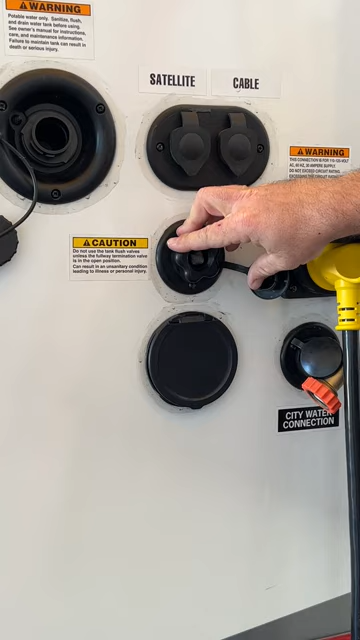 WARNING
Potable water only. Sanitize, flush,
and drain water tank before using.
See owner's manual for instructions,
care, and maintenance information.
Failure to maintain tank can result in
death or serious injury.
SATELLITE
CABLE
WARNING
THIS CONNECTION IS FOR 110-125-VOLT
AC, 60 HZ, 30 AMPERE SUPPLY.
DO NOT EXCEED CIRCUIT RATING.
EXCEEDING THE CIRCUIT RATING
CAUTION
Do not use the tank flush valves
unless the fullway termination valve
is in the open position.
Can result in an unsanitary condition
leading to illness or personal injury.
CITY WATER
CONNECTION